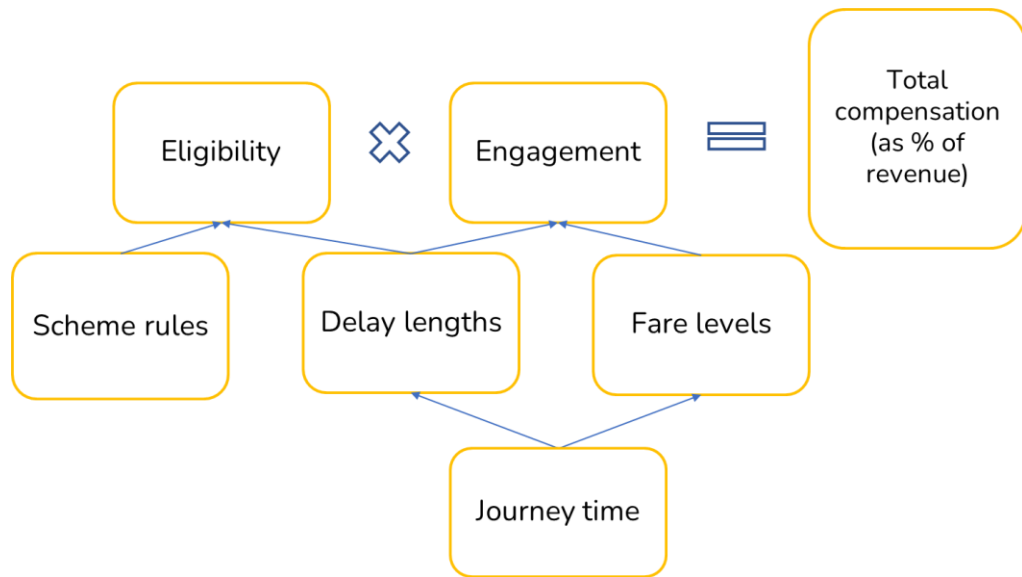 Eligibility
Engagement
Total
compensation
(as % of
revenue)
Scheme rules
Delay lengths
Fare levels
Journey time